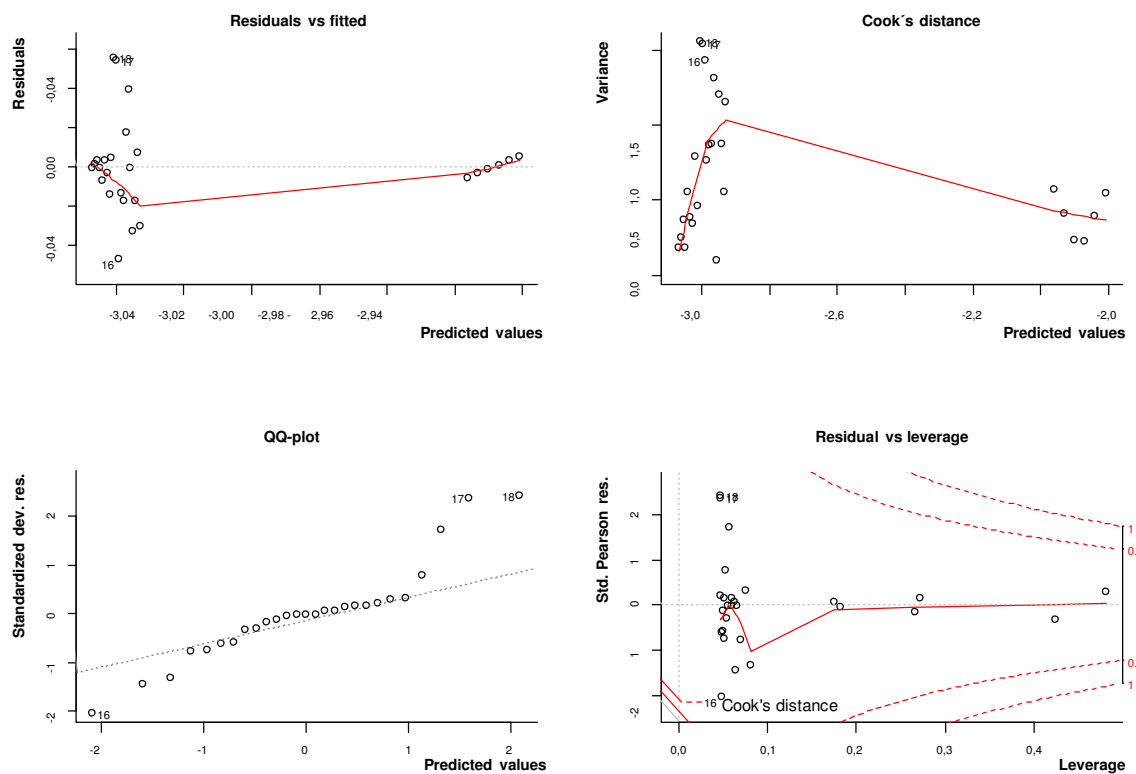 Residuals vs fitted
Residuals
-0,04
0,00
-0,04
18
17
16
-3,04 -3,02 -3,00 -2,98 - -2,96 -2,94
Predicted values
Cook´s distance
Variance
1,5
1,0
0,5
0,0
17
16
-3,0 -2,6 -2,2 -2,0
Predicted values
QQ-plot
Standardized dev. res.
2
1
0
-1
-2
17
18
16
-2 -1 0 1 2
Predicted values
Residual vs leverage
Std. Pearson res.
2
1
0
1
-2
17
1
0.
0.
1
16
Cook's distance
0,0 0,1 0,2 0,3 0,4
Leverage